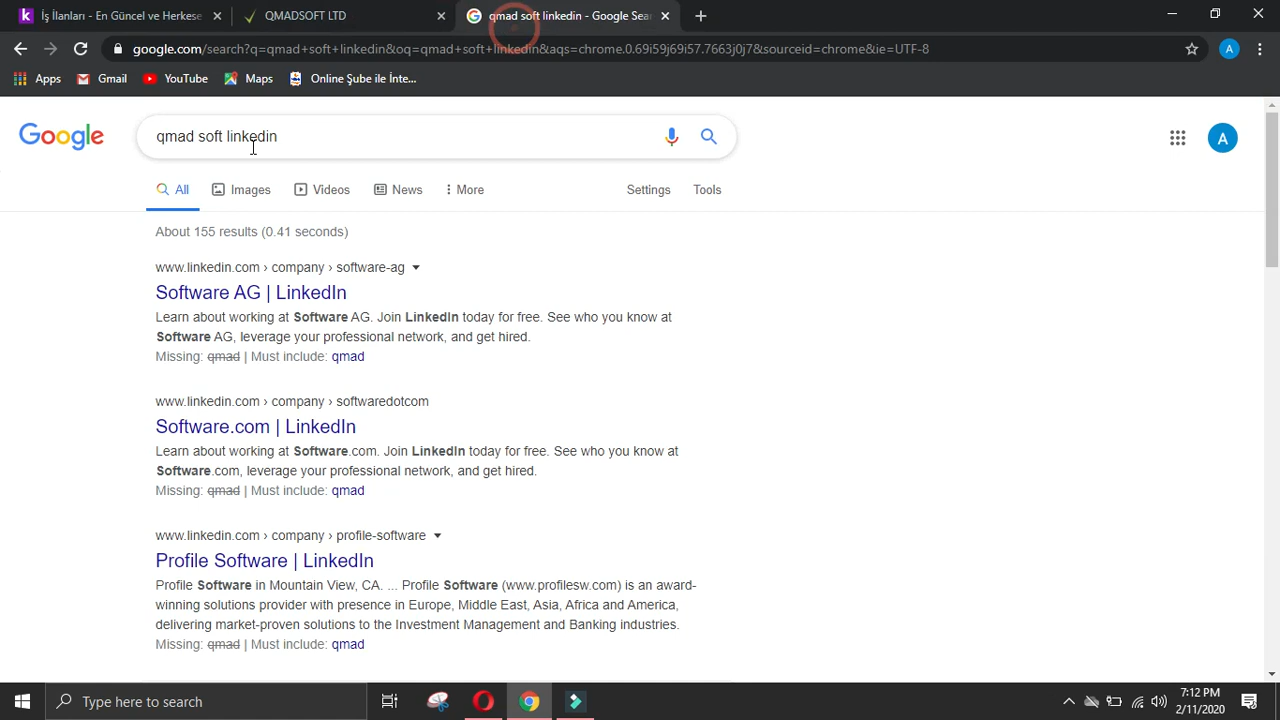 İş İlanları - En Güncel ve Herkese
QMADSOFT LTD
qmad soft linkedin - Google Sea
google.com/search?q=qmad+soft+linkedin&oq=qmad+soft+linkedin&aqs=chrome.0.69i59j69i57.7663j0j7&sourceid=chrome&ie=UTF-8
A
Apps
Gmail
YouTube
Maps
Online Şube ile İnte...
Google
qmad soft linkedin
A
All
Images
Videos
News
More
Settings
Tools
About 155 results (0.41 seconds)
www.linkedin.com › company › software-ag
Software AG | LinkedIn
Learn about working at Software AG. Join LinkedIn today for free. See who you know at
Software AG, leverage your professional network, and get hired.
Missing: qmad | Must include: qmad
www.linkedin.com › company › softwaredotcom
Software.com | LinkedIn
Learn about working at Software.com. Join LinkedIn today for free. See who you know at
Software.com, leverage your professional network, and get hired.
Missing: qmad | Must include: qmad
www.linkedin.com › company › profile-software
Profile Software | LinkedIn
Profile Software in Mountain View, CA. ... Profile Software (www.profilesw.com) is an award-
winning solutions provider with presence in Europe, Middle East, Asia, Africa and America,
delivering market-proven solutions to the Investment Management and Banking industries.
Missing: qmad | Must include: qmad
Type here to search
7:12 PM
2/11/2020